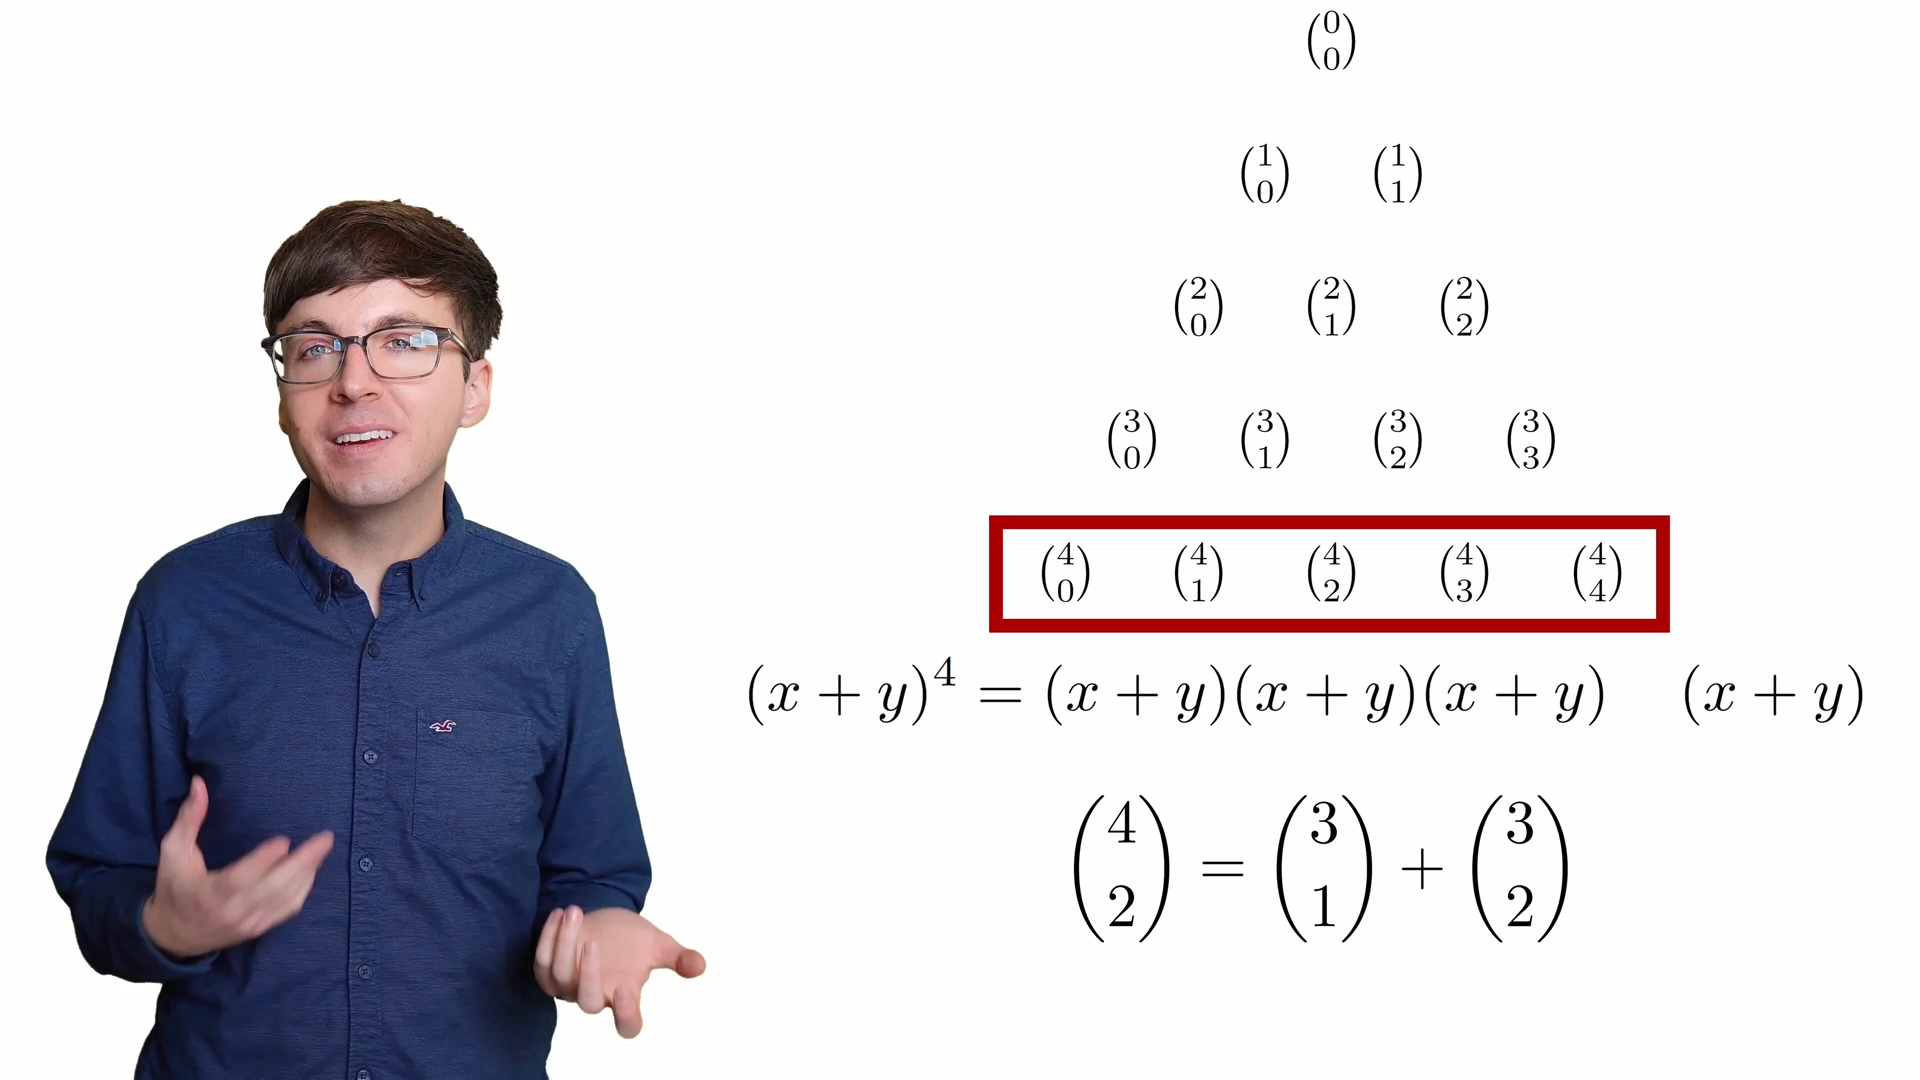 (0 0)
(1 0) (1 1)
(2 0) (2 1) (2 2)
(3 0) (3 1) (3 2) (3 3)
(4 0) (4 1) (4 2) (4 3) (4 4)
(x + y)⁴ = (x + y)(x + y)(x + y) (x + y)
(4 2) = (3 1) + (3 2)